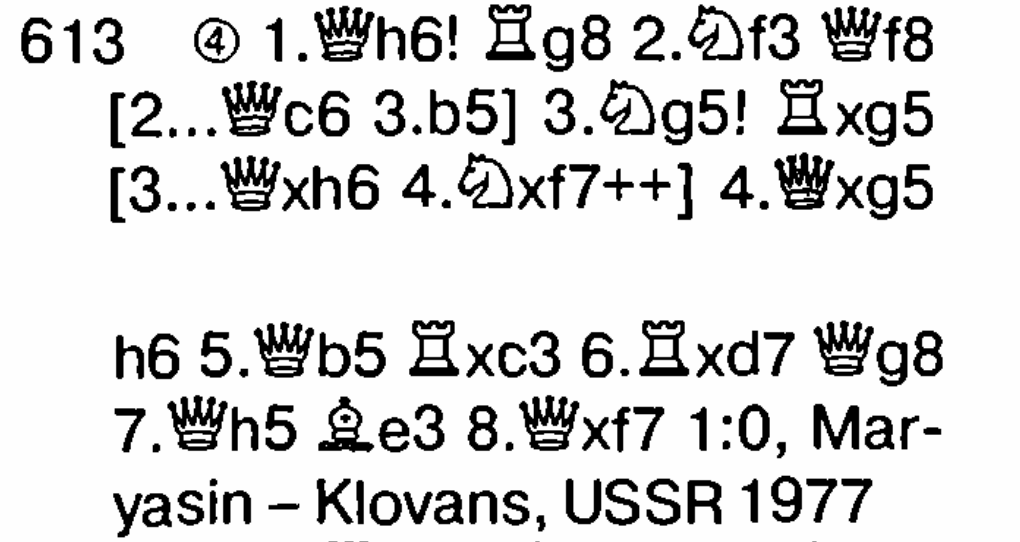 613 ④ 1.♕h6! ♖g8 2.♘f3 ♕f8
[2...♕c6 3.b5] 3.♘g5! ♖xg5
[3...♕xh6 4.♘xf7++] 4.♕xg5
h6 5.♕b5 ♖xc3 6.♖xd7 ♕g8
7.♕h5 ♗e3 8.♕xf7 1:0, Mar-
yasin – Klovans, USSR 1977